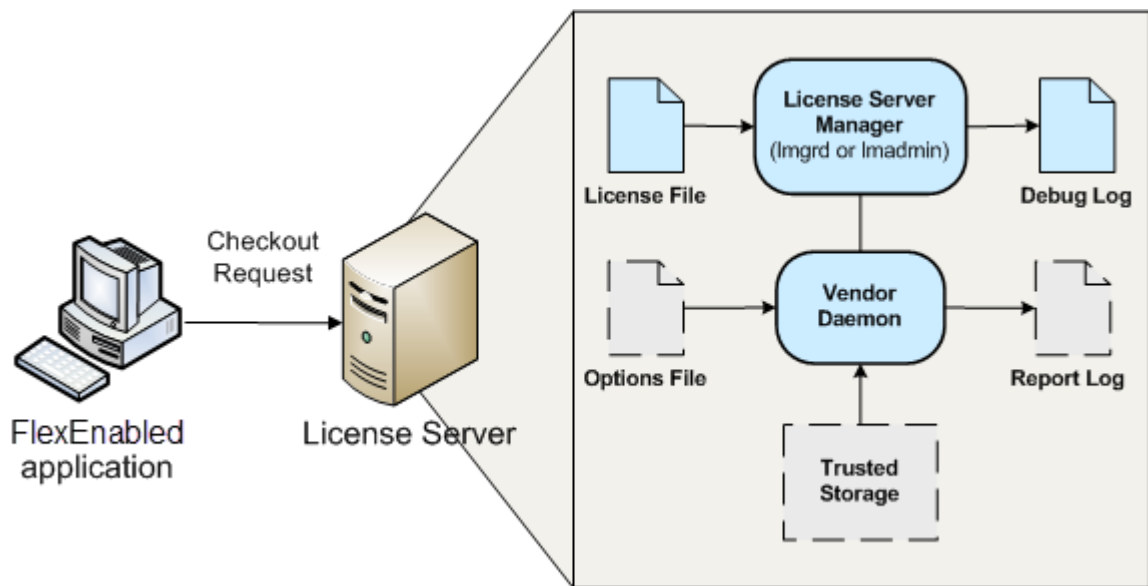 Checkout
Request
FlexEnabled
application
License Server
License File
License Server
Manager
(lmgrd or lmadmin)
Debug Log
Options File
Vendor
Daemon
Report Log
Trusted
Storage